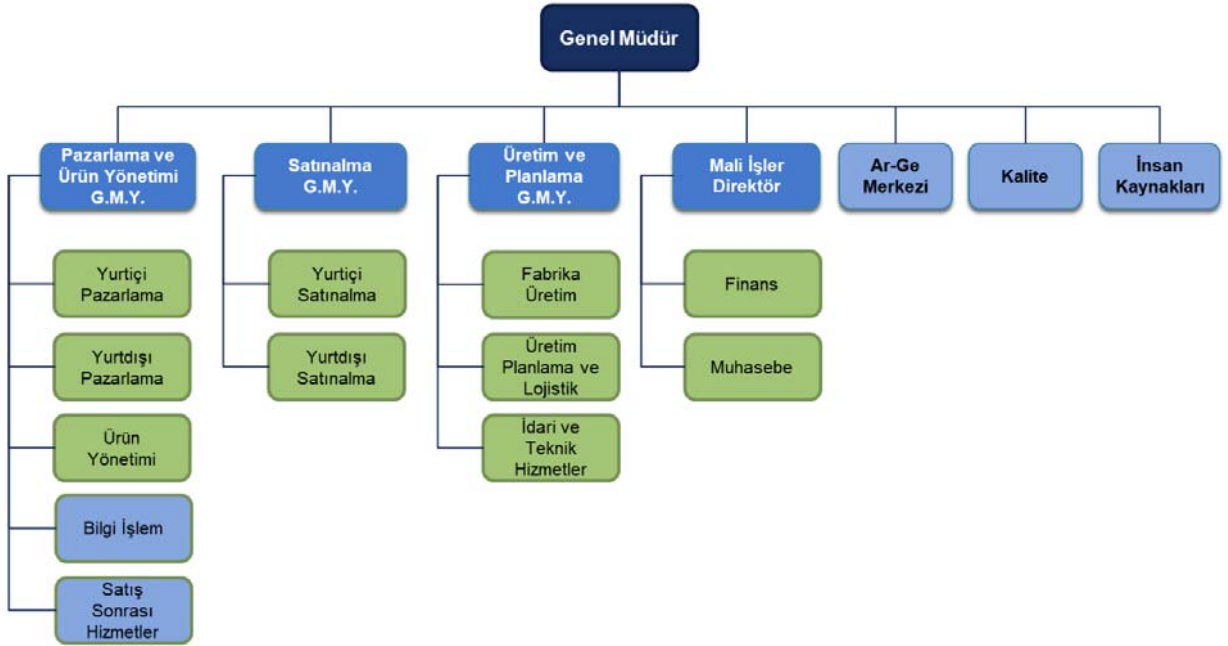 Genel Müdür
Pazarlama ve
Ürün Yönetimi
G.M.Y.
Satınalma
G.M.Y.
Üretim ve
Planlama
G.M.Y.
Mali İşler
Direktör
Ar-Ge
Merkezi
Kalite
İnsan
Kaynakları
Yurtiçi
Pazarlama
Yurtdışı
Pazarlama
Ürün
Yönetimi
Bilgi İşlem
Satış
Sonrası
Hizmetler
Yurtiçi
Satınalma
Yurtdışı
Satınalma
Fabrika
Üretim
Üretim
Planlama ve
Lojistik
İdari ve
Teknik
Hizmetler
Finans
Muhasebe